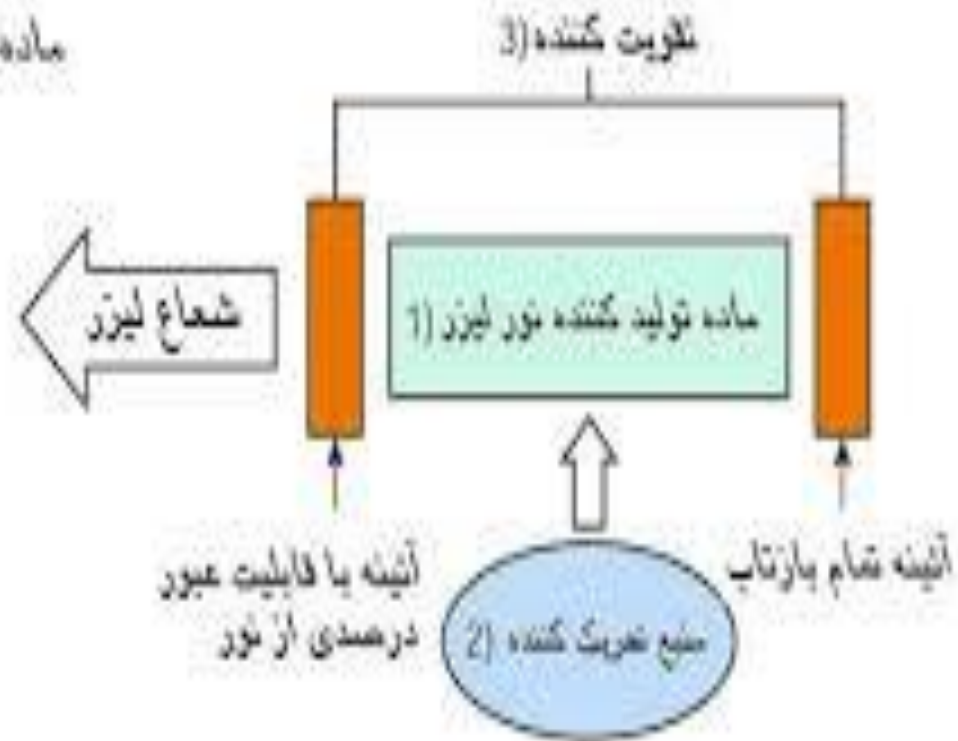 ماده
3) تقویت کننده
شعاع لیزر
1) ماده تولید کننده نور لیزر
آئینه با قابلیت عبور
درصدی از نور
2) منبع تحریک کننده
آئینه تمام بازتاب